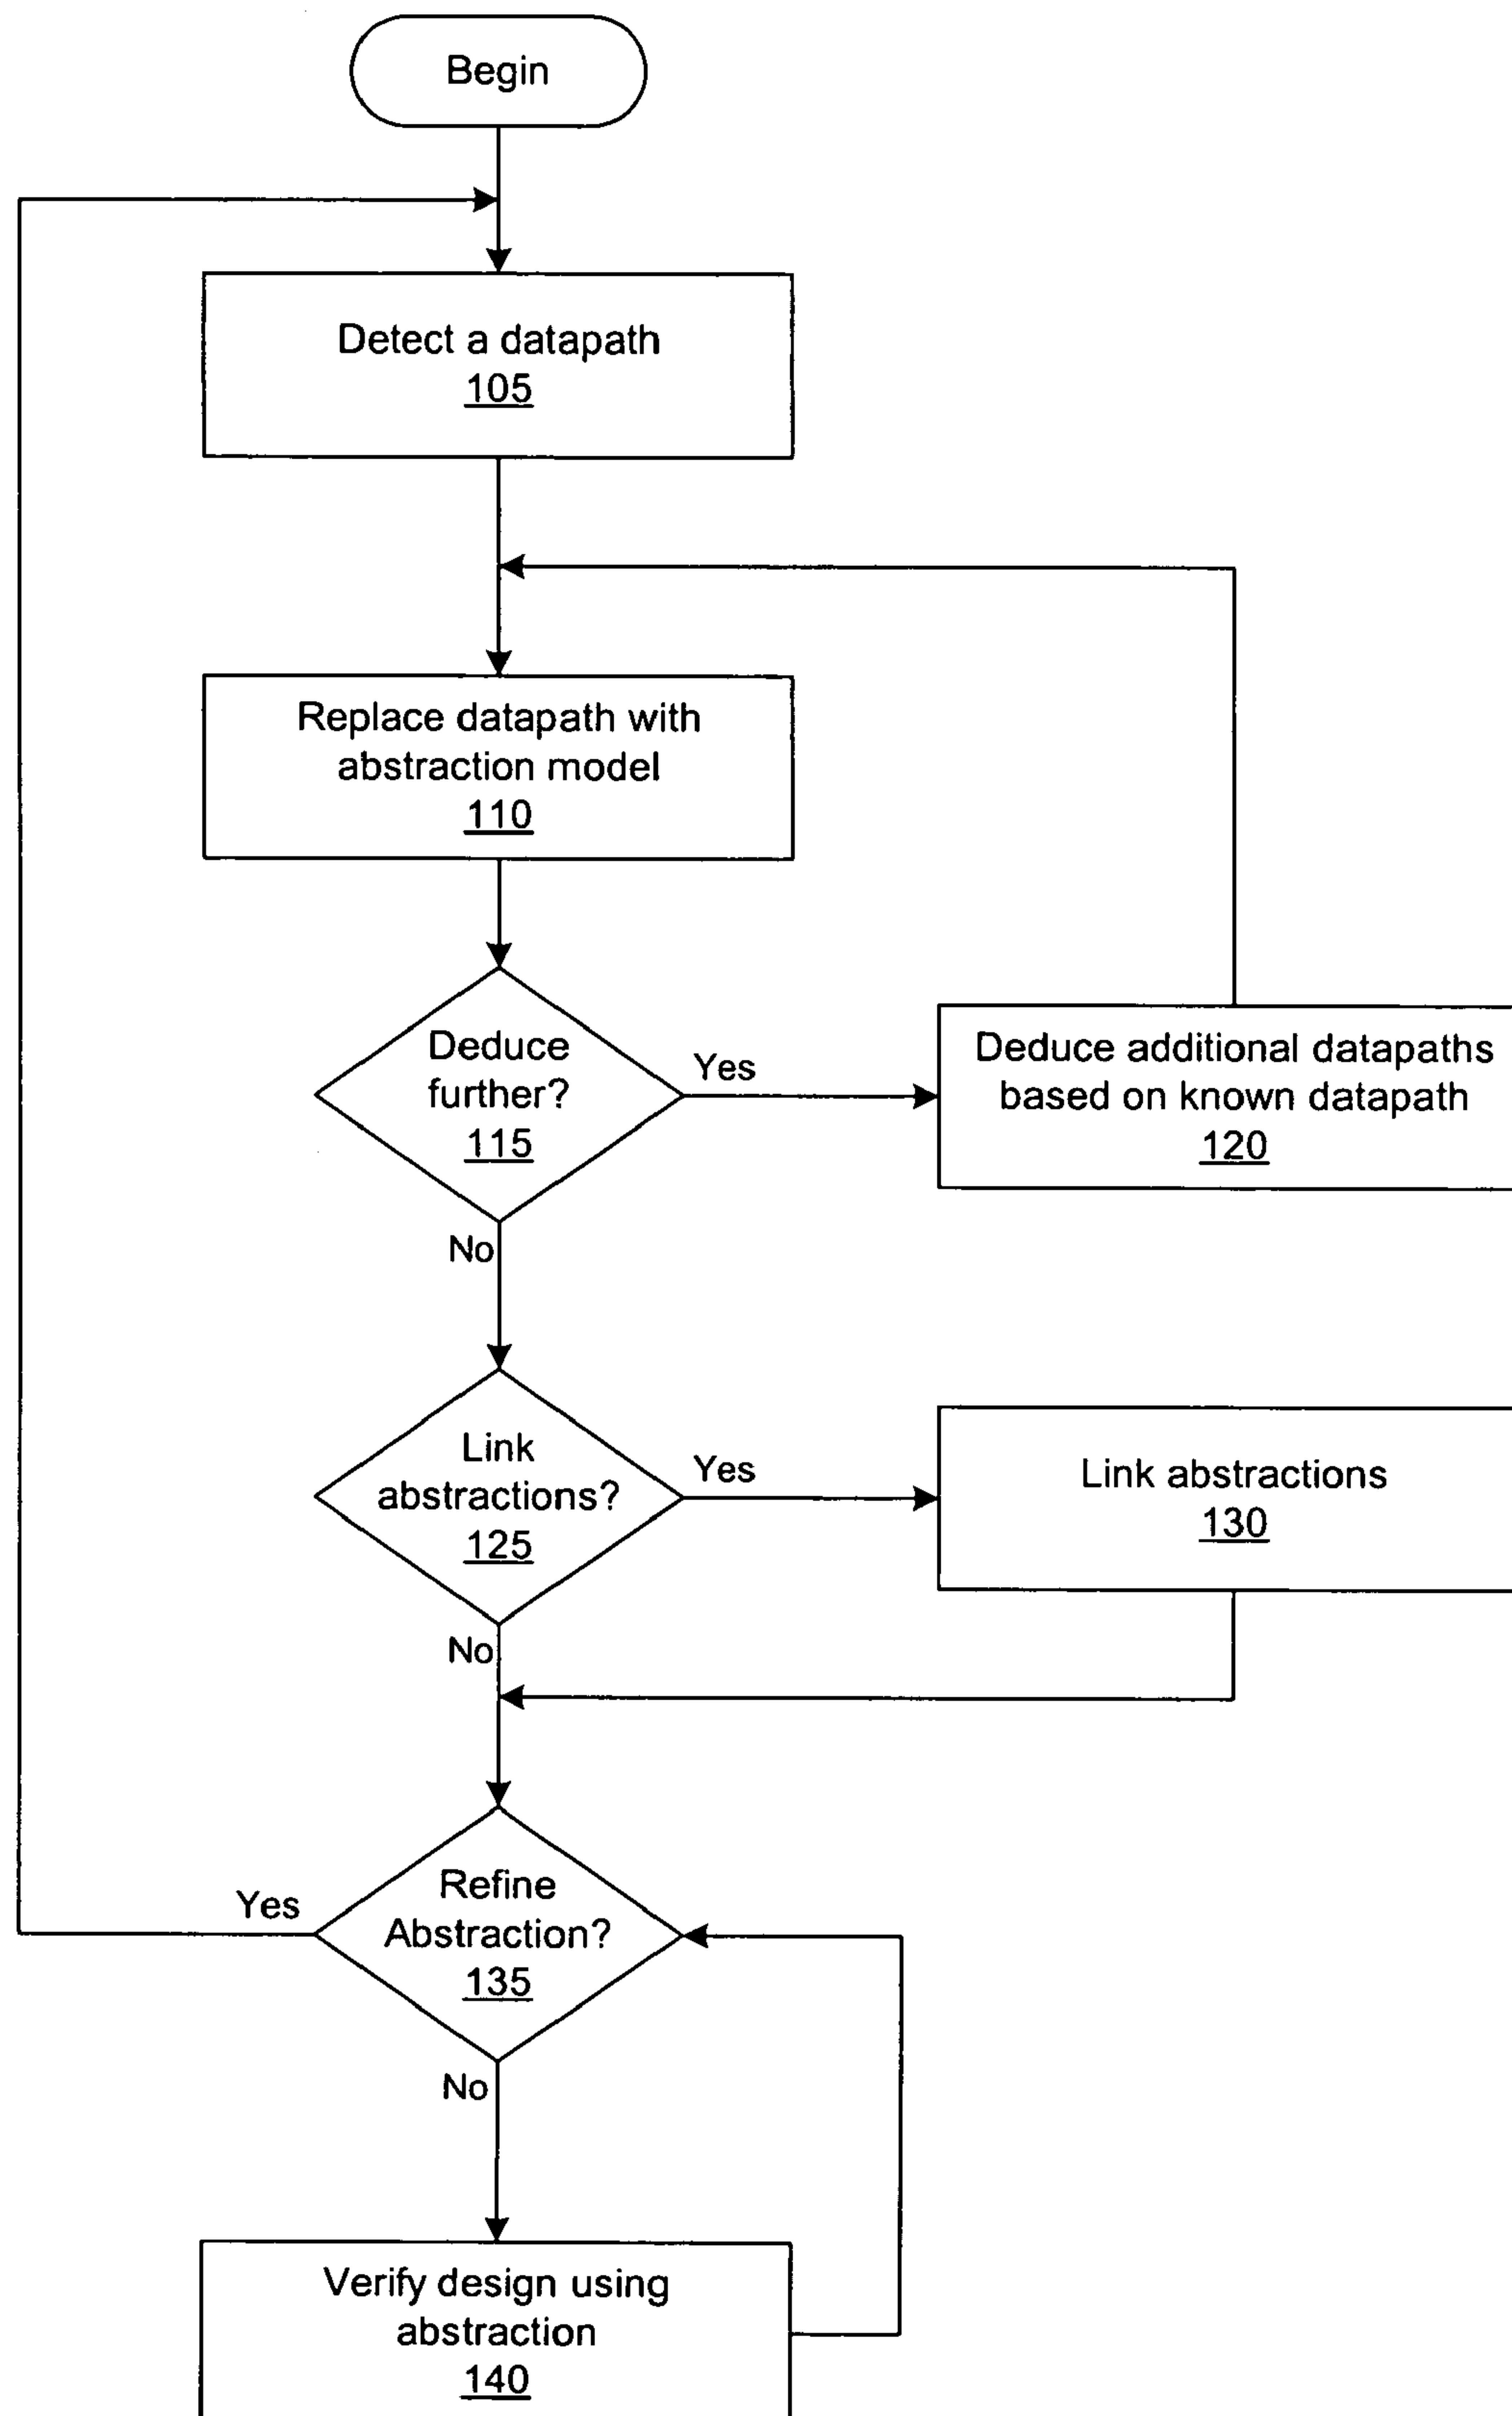 Begin
Detect a datapath
105
Replace datapath with
abstraction model
110
Deduce
further?
115
Yes
Deduce additional datapaths
based on known datapath
120
No
Link
abstractions?
125
Yes
Link abstractions
130
No
Refine
Abstraction?
135
Yes
No
Verify design using
abstraction
140